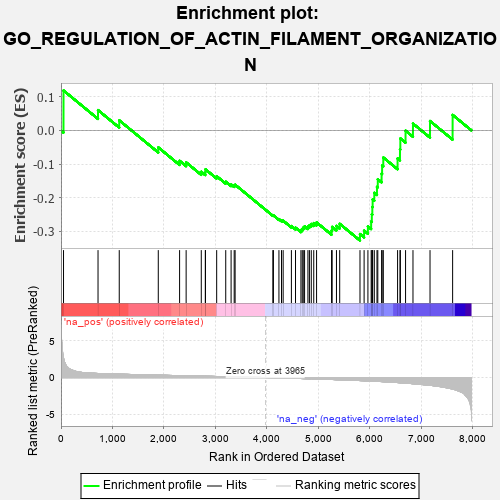 Enrichment plot:
GO_REGULATION_OF_ACTIN_FILAMENT_ORGANIZATIO
N
Enrichment score (ES)
0.1
0.0
-0.1
-0.2
-0.3
'na_pos' (positively correlated)
Ranked list metric (PreRanked)
5
0
-5
Zero cross at 3965
'na_neg' (negatively correlated)
0
1,000
2,000
3,000
4,000
5,000
6,000
7,000
8,000
Rank in Ordered Dataset
Enrichment profile
Hits
Ranking metric scores